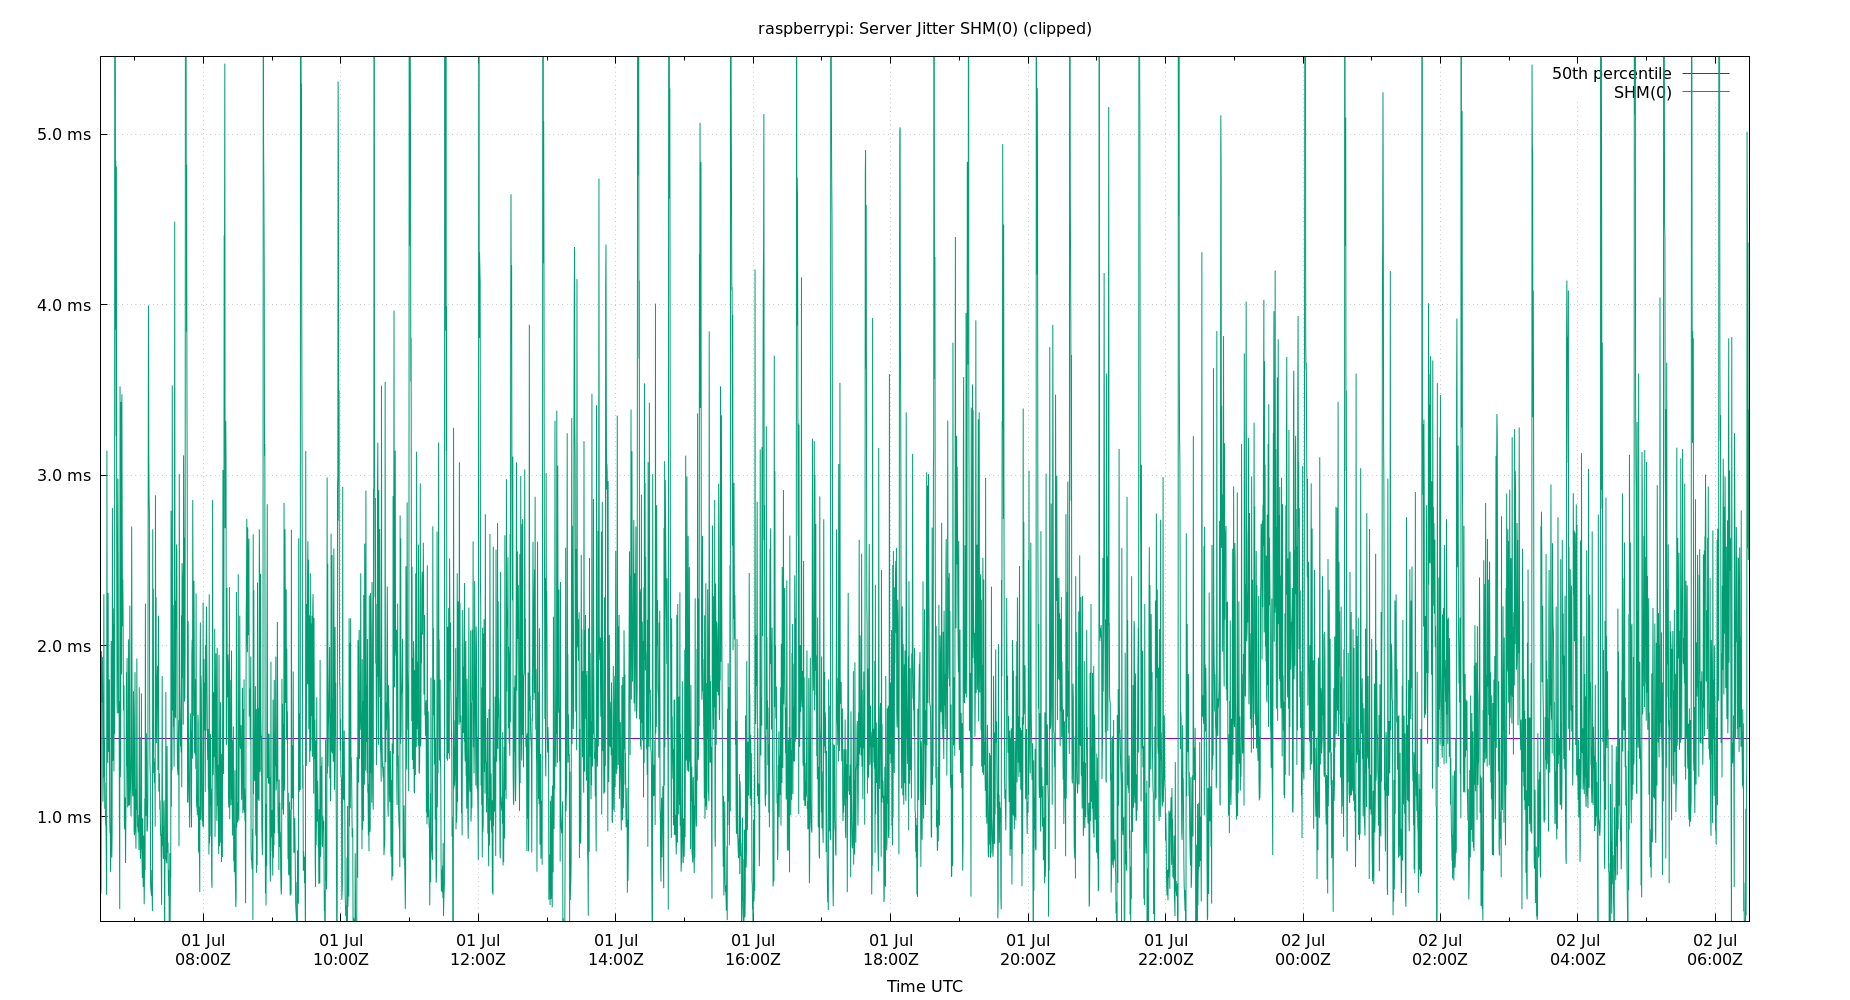 raspberrypi: Server Jitter SHM(0) (clipped)
50th percentile
SHM(0)
5.0 ms
4.0 ms
3.0 ms
2.0 ms
1.0 ms
01 Jul 01 Jul 01 Jul 01 Jul 01 Jul 01 Jul 01 Jul 01 Jul 02 Jul 02 Jul 02 Jul 02 Jul
08:00Z 10:00Z 12:00Z 14:00Z 16:00Z 18:00Z 20:00Z 22:00Z 00:00Z 02:00Z 04:00Z 06:00Z
Time UTC